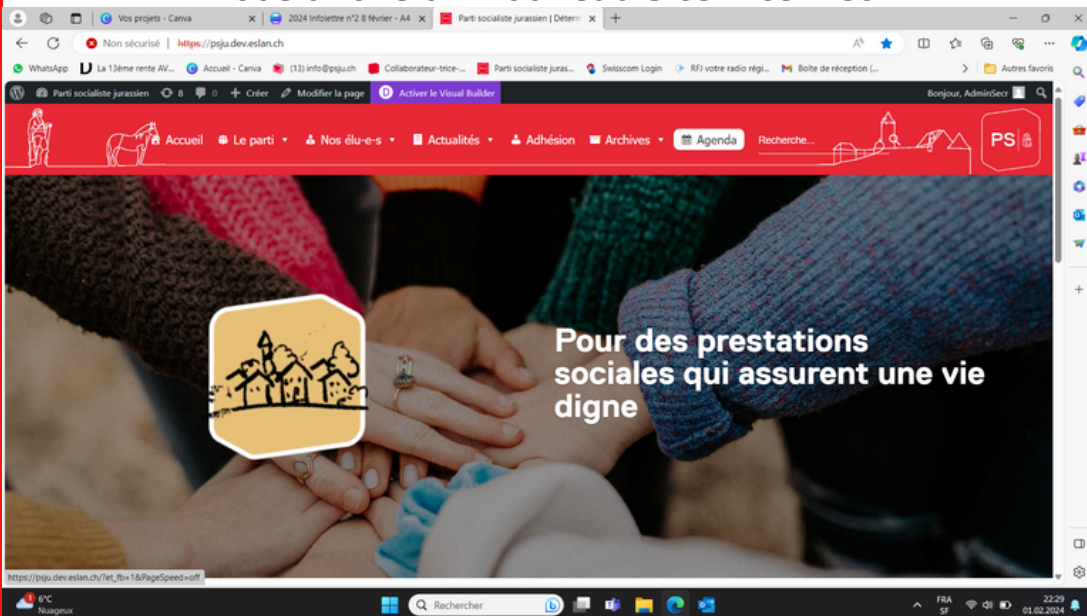 Vos projets - Canva
2024 Infolettre n°2 8 février - A4
Parti socialiste jurassien | Déterm
Non sécurisé | https://psju.dev.eslan.ch
WhatsApp
La 13ème rente AV...
Accueil - Canva
(13) info@psju.ch
Collaborateur-trice-...
Parti socialiste juras...
Swisscom Login
RFJ votre radio régi...
Boîte de réception (...
Autres favoris
Parti socialiste jurassien 8 0 + Créer Modifier la page Activer le Visual Builder
Bonjour, AdminSecr
Accueil Le parti Nos élu-e-s Actualités Adhésion Archives Agenda Recherche...
PS
Pour des prestations
sociales qui assurent une vie
digne
https://psju.dev.eslan.ch/?et_fb=1&PageSpeed=off
1
6°C
Nuageux
Rechercher
FRA
SF
22:29
01.02.2024